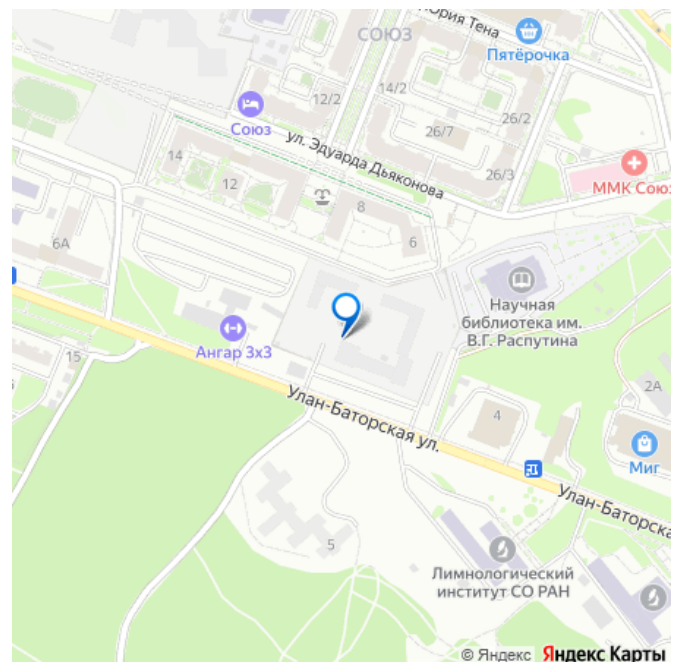 Юрия Тена
СОЮЗ
Пятёрочка
14/2
12/2
26/2
Союз
26/7
ул. Эдуарда Дьяконова
14
26/3
ММК Союз
12
8
6
6А
Научная
библиотека им.
В.Г. Распутина
Ангар 3x3
15
2А
Улан-Баторская ул.
4
Миг
Улан-Баторска
5
Лимнологический
институт СО РАН
© Яндекс Яндекс Карты